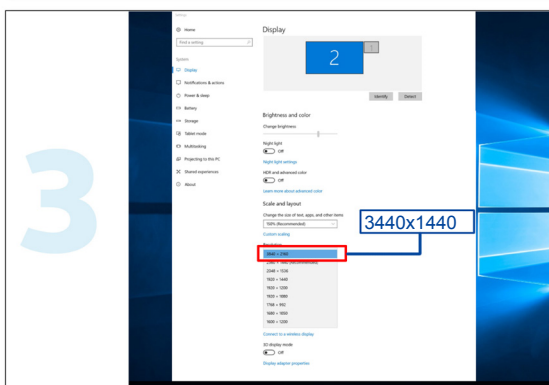 Settings
3
Home
Find a setting
System
Display
Notifications & actions
Power & sleep
Battery
Storage
Tablet mode
Multitasking
Projecting to this PC
Shared experiences
About
Display
2
1
Identify
Detect
Brightness and color
Change brightness
Night light
Off
Night light settings
HDR and advanced color
Off
Learn more about advanced color
Scale and layout
Change the size of text, apps, and other items
Custom scaling
3440x1440
Resolution
2048 × 1536
1920 × 1440
1920 × 1200
1920 × 1080
1768 × 992
1680 × 1050
1600 × 1200
Connect to a wireless display
3D display mode
Off
Display adapter properties